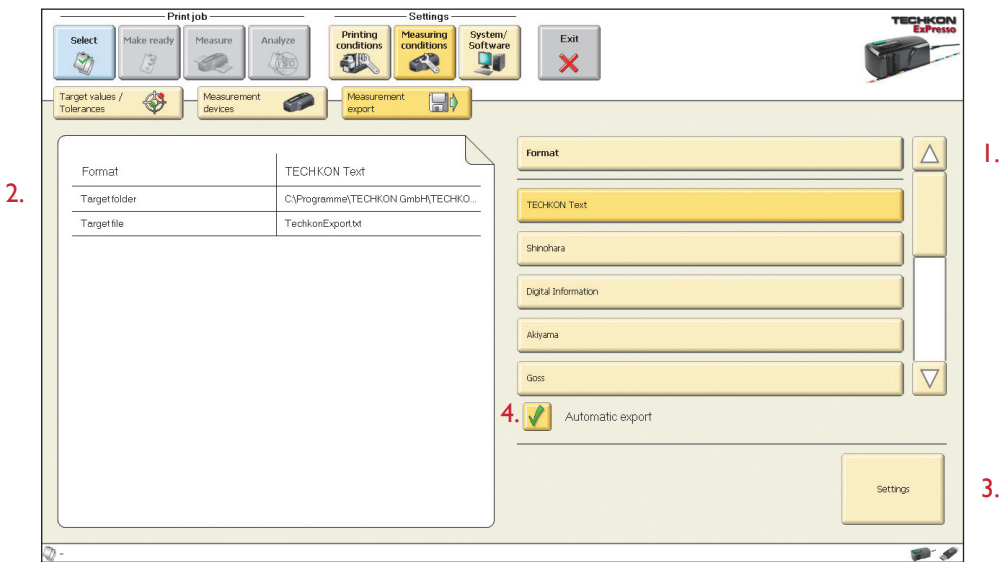 Print job
Settings
TECHKON
ExPresso
Select
Make ready
Measure
Analyze
Printing
conditions
Measuring
conditions
System/
Software
Exit
Target values /
Tolerances
Measurement
devices
Measurement
export
1.
Format
2.
Format TECHKON Text
Target folder C:\Programme\TECHKON GmbH\TECHKO...
Target file TechkonExport.txt
TECHKON Text
Shinohara
Digital Information
Akiyama
Goss
4. Automatic export
3.
Settings
-